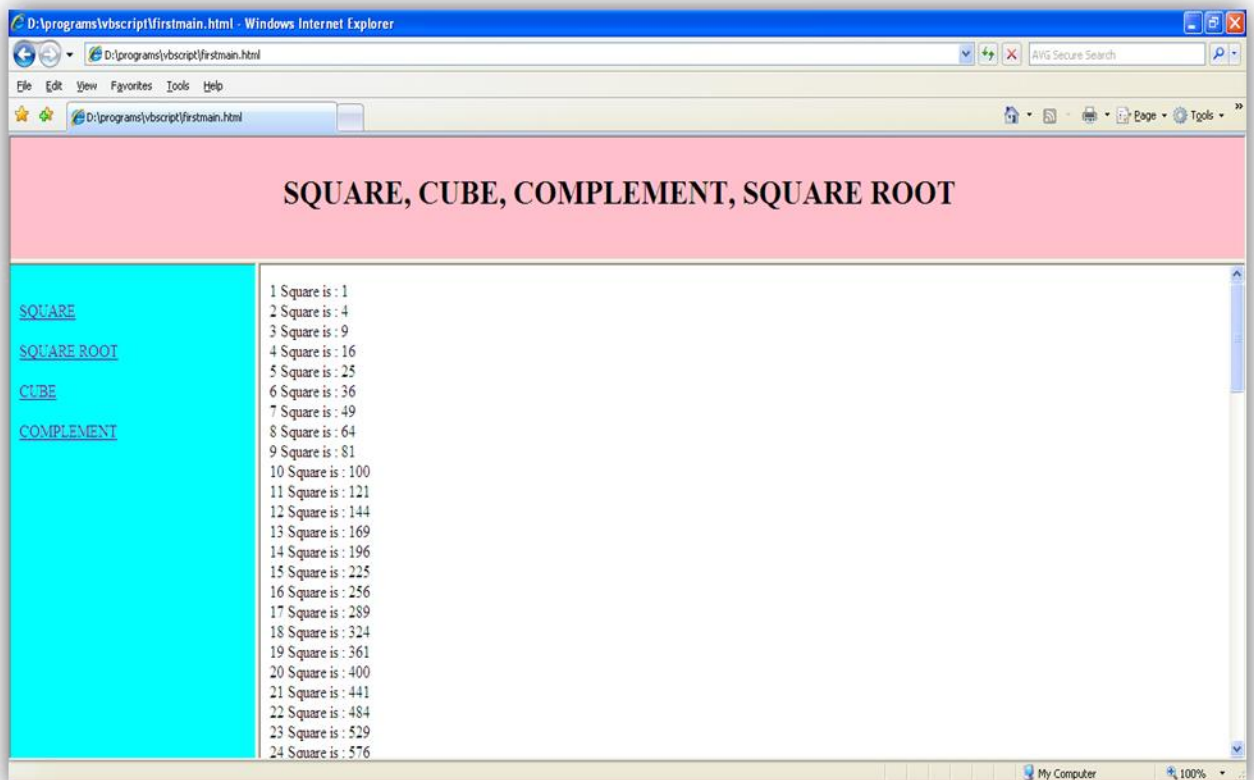 D:\programs\vbscript\firstmain.html - Windows Internet Explorer
D:\programs\vbscript\firstmain.html
AVG Secure Search
File Edit View Favorites Tools Help
D:\programs\vbscript\firstmain.html
Page Tools »
SQUARE, CUBE, COMPLEMENT, SQUARE ROOT
SQUARE
SQUARE ROOT
CUBE
COMPLEMENT
1 Square is : 1
2 Square is : 4
3 Square is : 9
4 Square is : 16
5 Square is : 25
6 Square is : 36
7 Square is : 49
8 Square is : 64
9 Square is : 81
10 Square is : 100
11 Square is : 121
12 Square is : 144
13 Square is : 169
14 Square is : 196
15 Square is : 225
16 Square is : 256
17 Square is : 289
18 Square is : 324
19 Square is : 361
20 Square is : 400
21 Square is : 441
22 Square is : 484
23 Square is : 529
24 Square is : 576
My Computer 100%